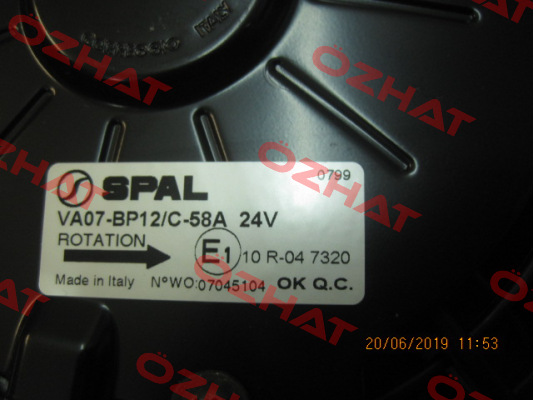 ITALY
OZHAT
OZHAT
OZHAT
SPAL
0799
VA07-BP12/C-58A 24V
ROTATION
E1 10 R-04 7320
Made in Italy N°WO:07045104 OK Q.C.
OZHAT
OZHAT
OZHAT
20/06/2019 11:53
OZHAT
OZHAT